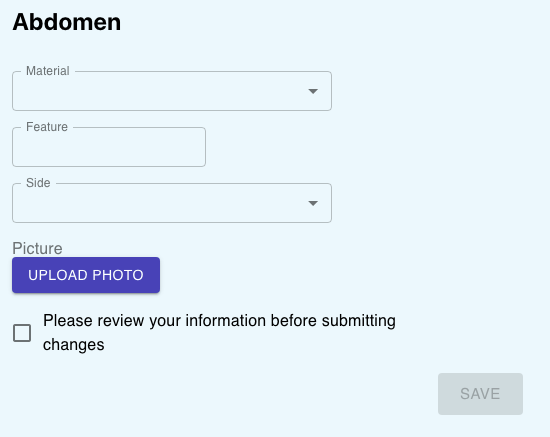 Abdomen
Material
Feature
Side
Picture
UPLOAD PHOTO
Please review your information before submitting
changes
SAVE